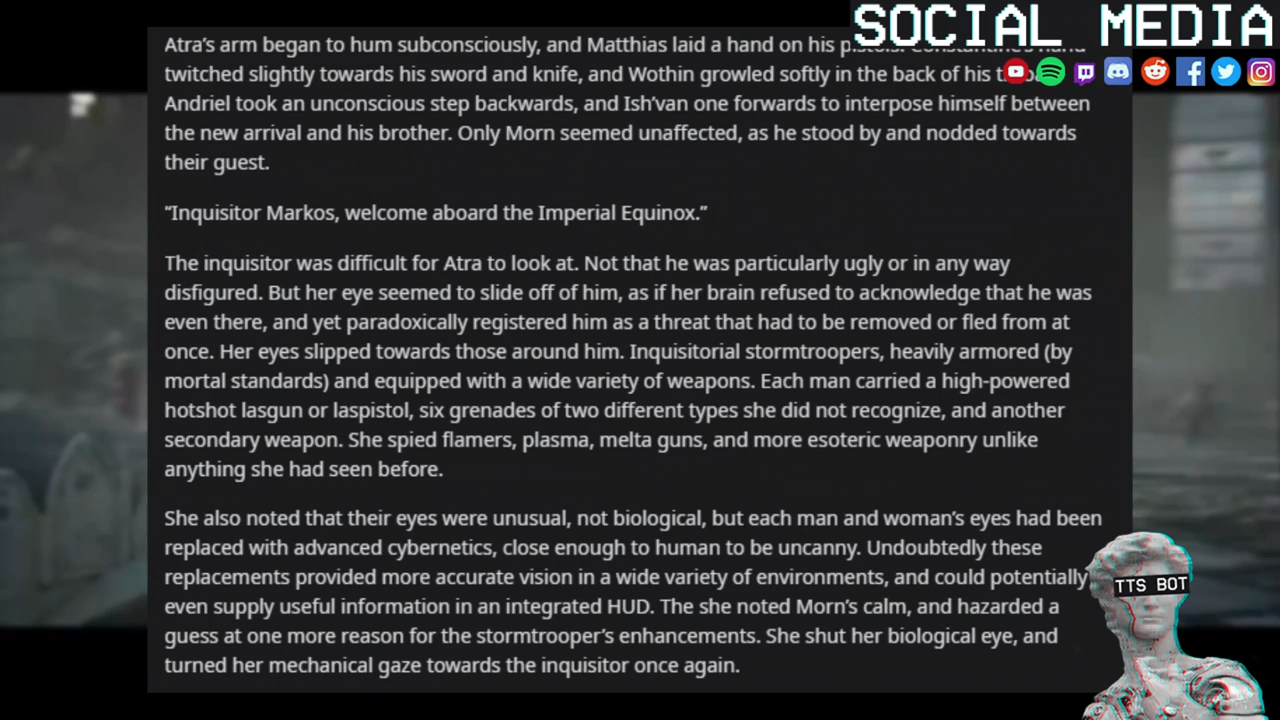 SOCIAL MEDIA
Atra’s arm began to hum subconsciously, and Matthias laid a hand on his
twitched slightly towards his sword and knife, and Wothin growled softly in the back of his
Andriel took an unconscious step backwards, and Ish’van one forwards to interpose himself between
the new arrival and his brother. Only Morn seemed unaffected, as he stood by and nodded towards
their guest.
“Inquisitor Markos, welcome aboard the Imperial Equinox.”
The inquisitor was difficult for Atra to look at. Not that he was particularly ugly or in any way
disfigured. But her eye seemed to slide off of him, as if her brain refused to acknowledge that he was
even there, and yet paradoxically registered him as a threat that had to be removed or fled from at
once. Her eyes slipped towards those around him. Inquisitorial stormtroopers, heavily armored (by
mortal standards) and equipped with a wide variety of weapons. Each man carried a high-powered
hotshot lasgun or laspistol, six grenades of two different types she did not recognize, and another
secondary weapon. She spied flamers, plasma, melta guns, and more esoteric weaponry unlike
anything she had seen before.
She also noted that their eyes were unusual, not biological, but each man and woman’s eyes had been
replaced with advanced cybernetics, close enough to human to be uncanny. Undoubtedly these
replacements provided more accurate vision in a wide variety of environments, and could potentially
even supply useful information in an integrated HUD. The she noted Morn’s calm, and hazarded a
guess at one more reason for the stormtrooper’s enhancements. She shut her biological eye, and
turned her mechanical gaze towards the inquisitor once again.
TTS BOT